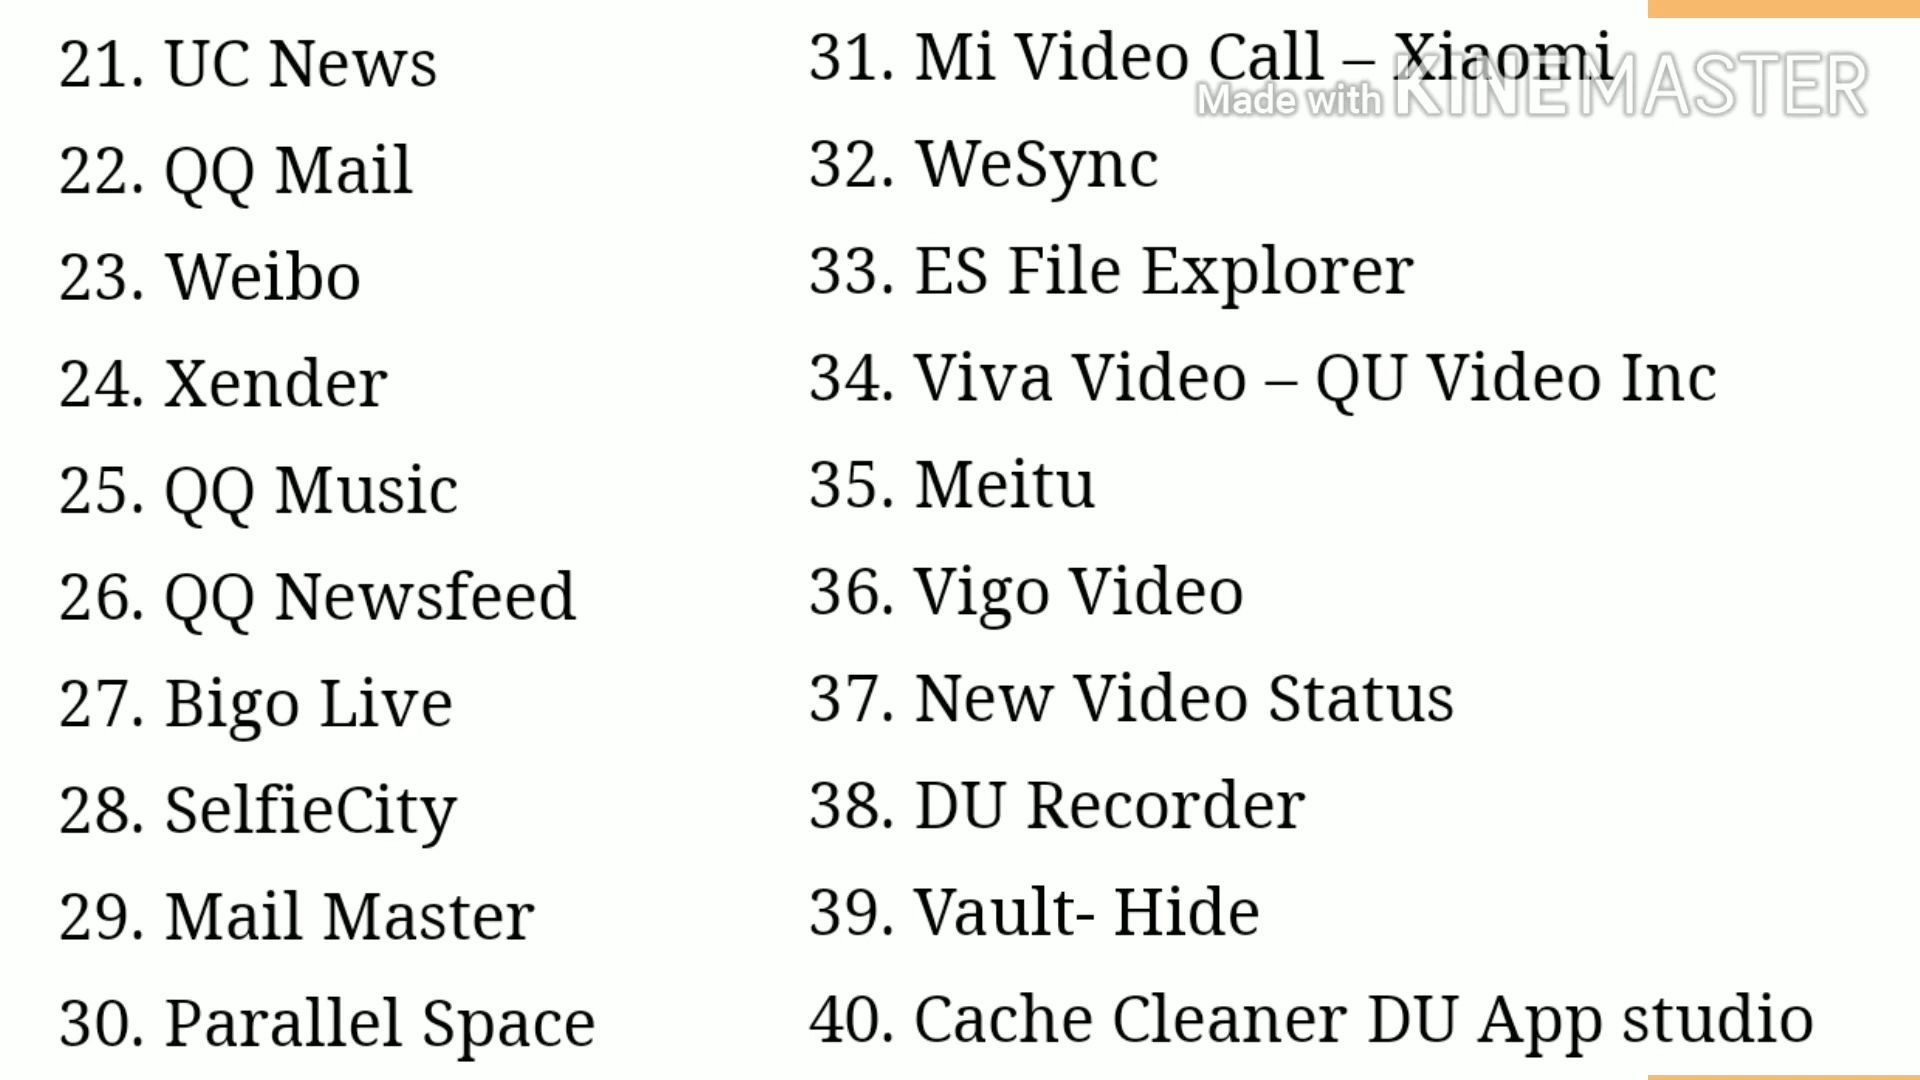 21. UC News
22. QQ Mail
23. Weibo
24. Xender
25. QQ Music
26. QQ Newsfeed
27. Bigo Live
28. SelfieCity
29. Mail Master
30. Parallel Space
31. Mi Video Call – Xiaomi
Made with KINEMASTER
32. WeSync
33. ES File Explorer
34. Viva Video – QU Video Inc
35. Meitu
36. Vigo Video
37. New Video Status
38. DU Recorder
39. Vault- Hide
40. Cache Cleaner DU App studio